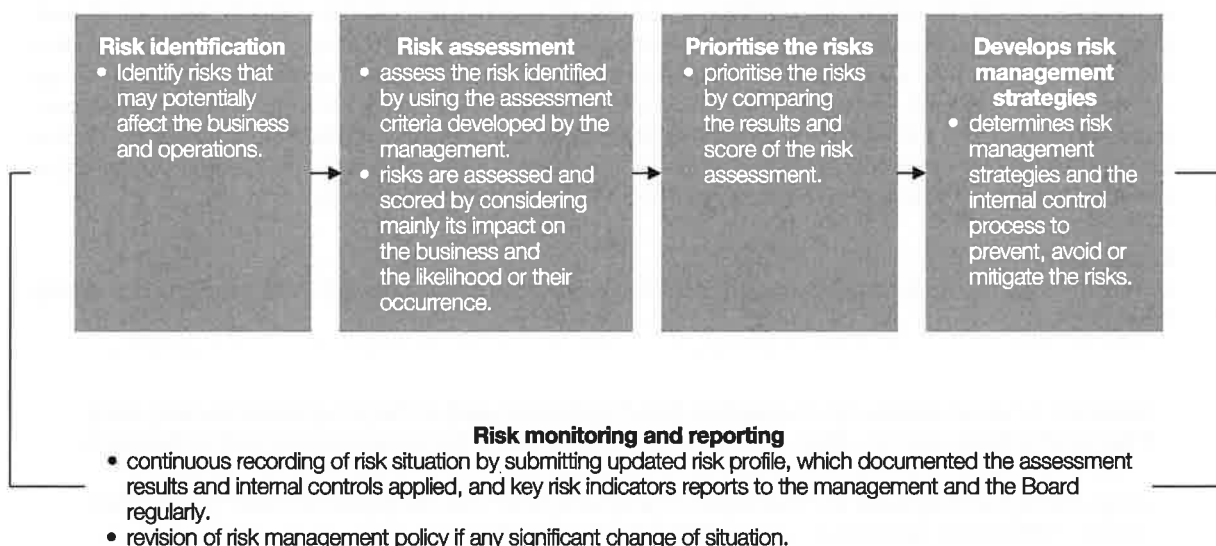 Risk identification
• Identify risks that
may potentially
affect the business
and operations.
Risk assessment
• assess the risk identified
by using the assessment
criteria developed by the
management.
• risks are assessed and
scored by considering
mainly its impact on
the business and
the likelihood or their
occurrence.
Prioritise the risks
• prioritise the risks
by comparing
the results and
score of the risk
assessment.
Develops risk
management
strategies
• determines risk
management
strategies and the
internal control
process to
prevent, avoid or
mitigate the risks.
Risk monitoring and reporting
• continuous recording of risk situation by submitting updated risk profile, which documented the assessment
results and internal controls applied, and key risk indicators reports to the management and the Board
regularly.
• revision of risk management policy if any significant change of situation.